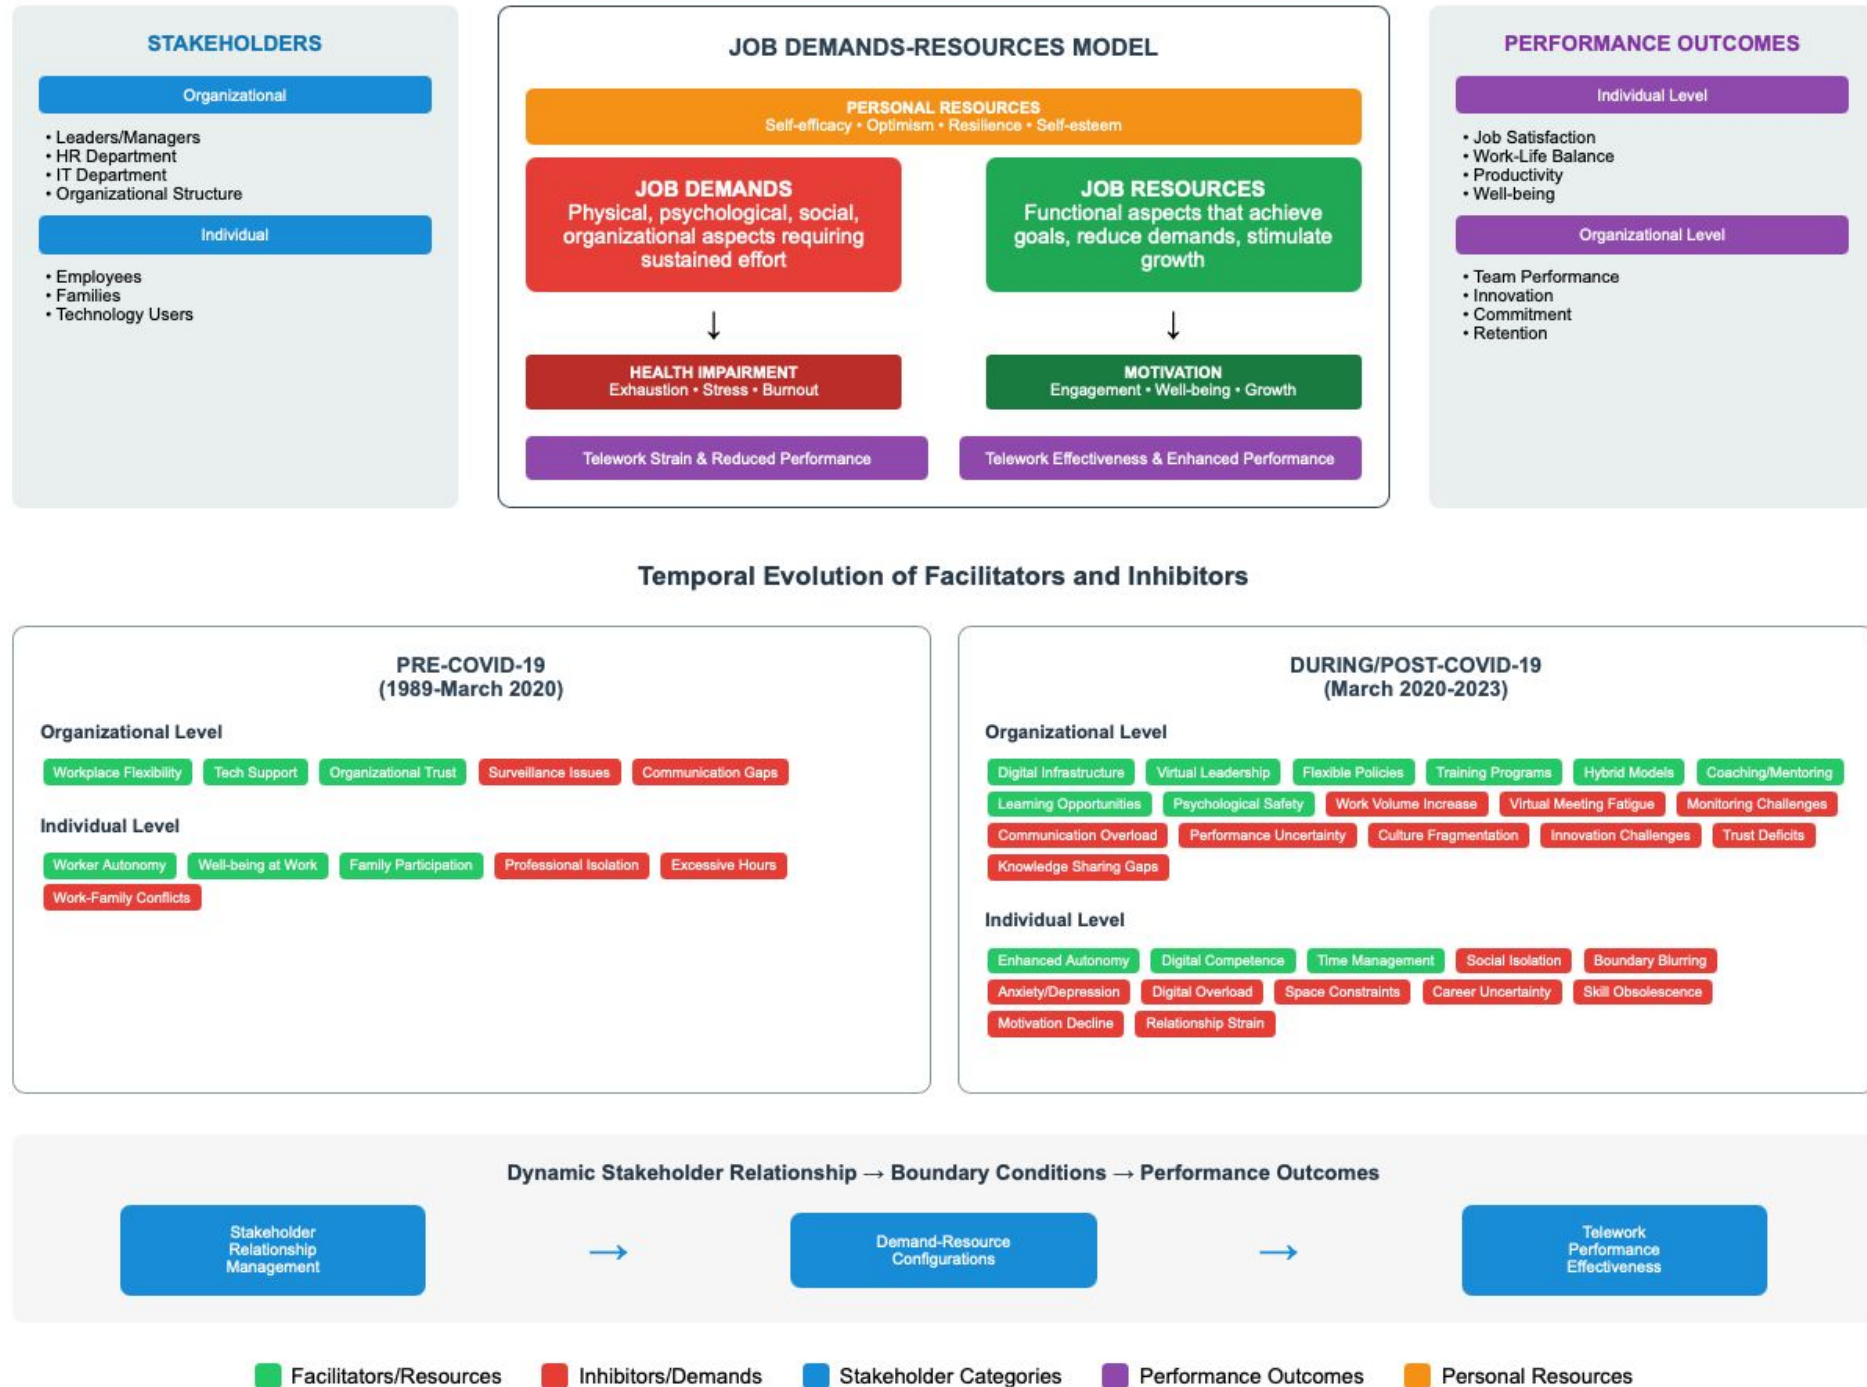 STAKEHOLDERS
Organizational
• Leaders/Managers
• HR Department
• IT Department
• Organizational Structure
Individual
• Employees
• Families
• Technology Users
JOB DEMANDS-RESOURCES MODEL
PERSONAL RESOURCES
Self-efficacy • Optimism • Resilience • Self-esteem
JOB DEMANDS
Physical, psychological, social,
organizational aspects requiring
sustained effort
↓
HEALTH IMPAIRMENT
Exhaustion • Stress • Burnout
Telework Strain & Reduced Performance
JOB RESOURCES
Functional aspects that achieve
goals, reduce demands, stimulate
growth
↓
MOTIVATION
Engagement • Well-being • Growth
Telework Effectiveness & Enhanced Performance
PERFORMANCE OUTCOMES
Individual Level
• Job Satisfaction
• Work-Life Balance
• Productivity
• Well-being
Organizational Level
• Team Performance
• Innovation
• Commitment
• Retention
Temporal Evolution of Facilitators and Inhibitors
PRE-COVID-19
(1989-March 2020)
Organizational Level
Workplace Flexibility Tech Support Organizational Trust Surveillance Issues Communication Gaps
Individual Level
Worker Autonomy Well-being at Work Family Participation Professional Isolation Excessive Hours
Work-Family Conflicts
DURING/POST-COVID-19
(March 2020-2023)
Organizational Level
Digital Infrastructure Virtual Leadership Flexible Policies Training Programs Hybrid Models Coaching/Mentoring
Learning Opportunities Psychological Safety Work Volume Increase Virtual Meeting Fatigue Monitoring Challenges
Communication Overload Performance Uncertainty Culture Fragmentation Innovation Challenges Trust Deficits
Knowledge Sharing Gaps
Individual Level
Enhanced Autonomy Digital Competence Time Management Social Isolation Boundary Blurring
Anxiety/Depression Digital Overload Space Constraints Career Uncertainty Skill Obsolescence
Motivation Decline Relationship Strain
Dynamic Stakeholder Relationship → Boundary Conditions → Performance Outcomes
Stakeholder
Relationship
Management
→
Demand-Resource
Configurations
→
Telework
Performance
Effectiveness
Facilitators/Resources Inhibitors/Demands Stakeholder Categories Performance Outcomes Personal Resources